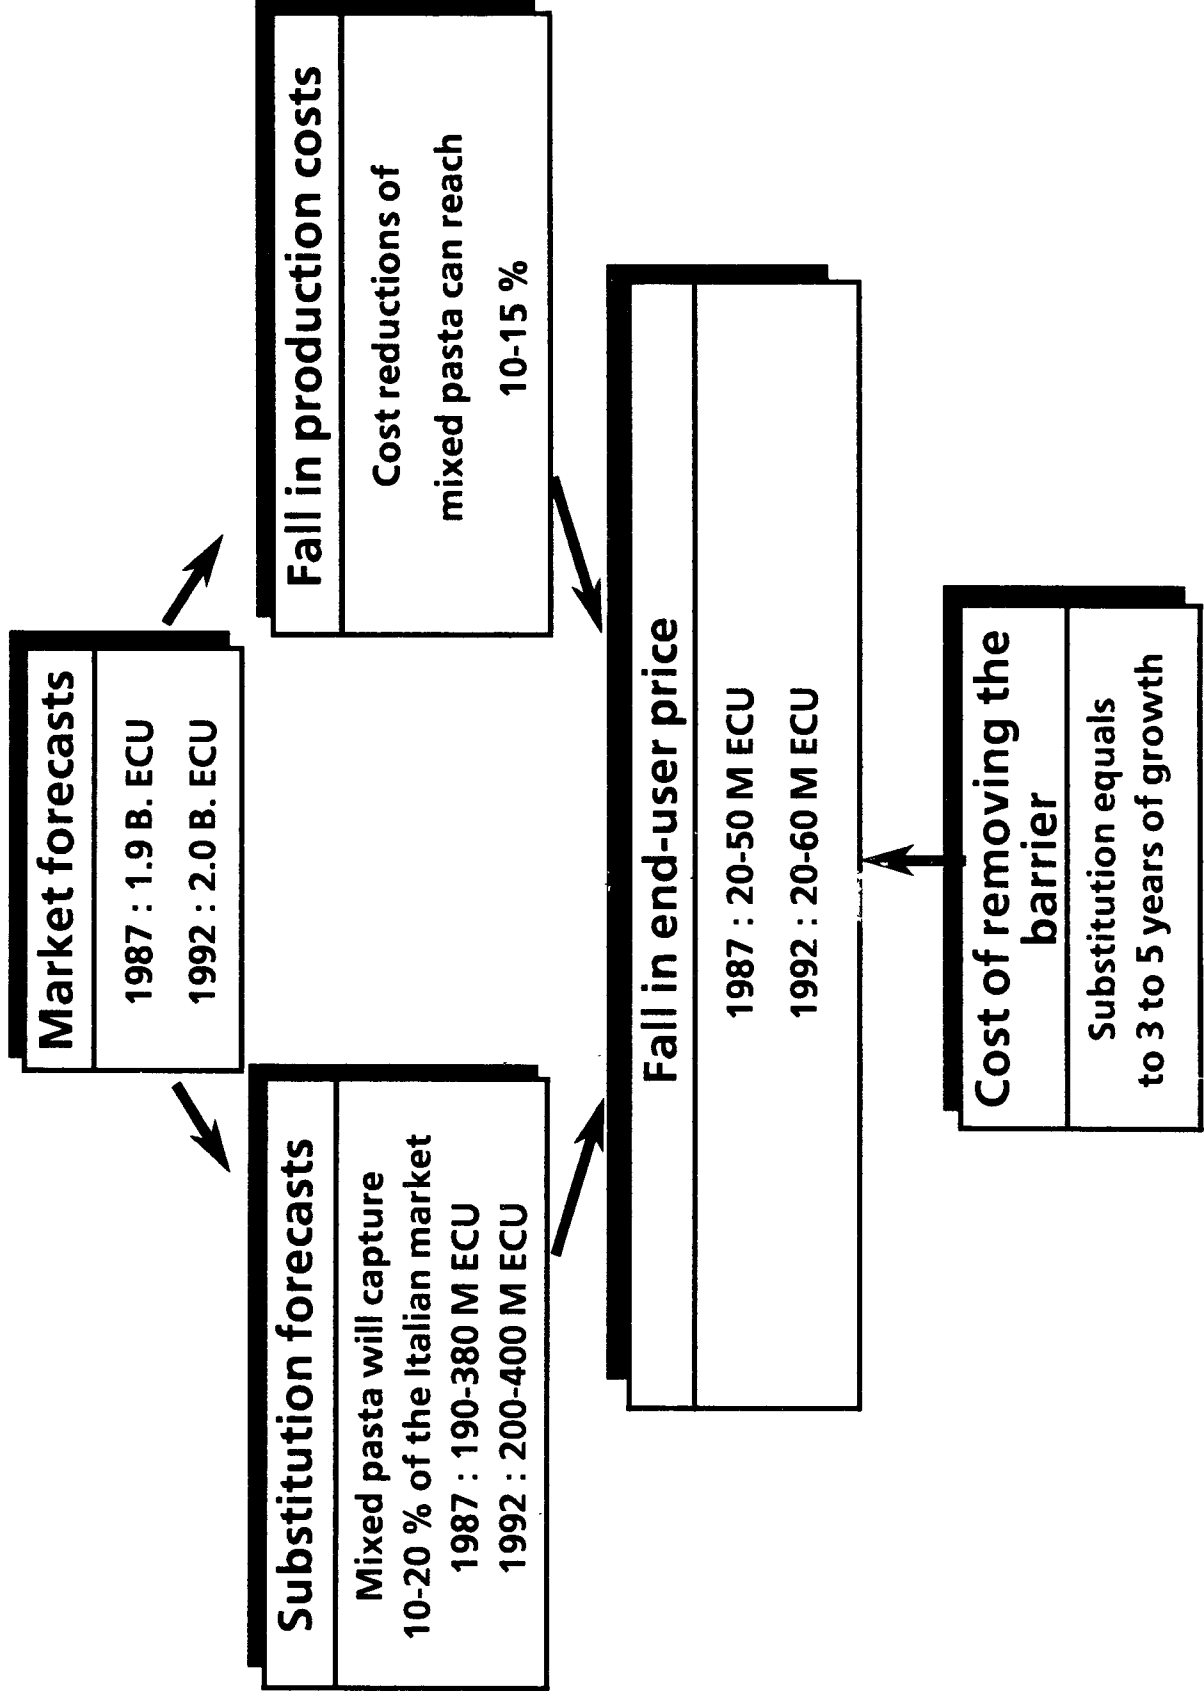 Market forecasts
1987 : 1.9 B. ECU
1992 : 2.0 B. ECU
Substitution forecasts
Mixed pasta will capture
10-20 % of the Italian market
1987 : 190-380 M ECU
1992 : 200-400 M ECU
Fall in production costs
Cost reductions of
mixed pasta can reach
10-15 %
Fall in end-user price
1987 : 20-50 M ECU
1992 : 20-60 M ECU
Cost of removing the
barrier
Substitution equals
to 3 to 5 years of growth